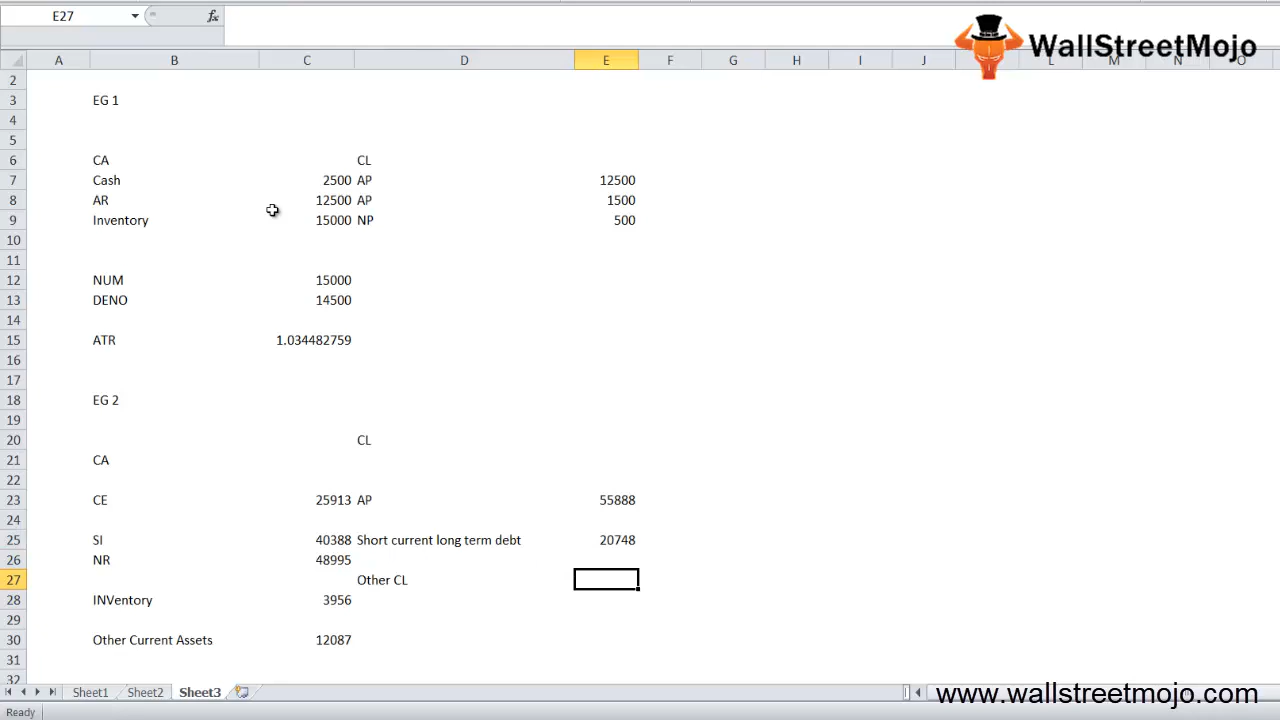 E27
fx
WallStreetMojo
A B C D E F G H I J K L M N O
2
3 EG 1
4
5
6 CA CL
7 Cash 2500 AP 12500
8 AR 12500 AP 1500
9 Inventory 15000 NP 500
10
11
12 NUM 15000
13 DENO 14500
14
15 ATR 1.034482759
16
17
18 EG 2
19
20 CL
21 CA
22
23 CE 25913 AP 55888
24
25 SI 40388 Short current long term debt 20748
26 NR 48995
27 Other CL
28 INVentory 3956
29
30 Other Current Assets 12087
31
32
Sheet1 Sheet2 Sheet3
www.wallstreetmojo.com
Ready